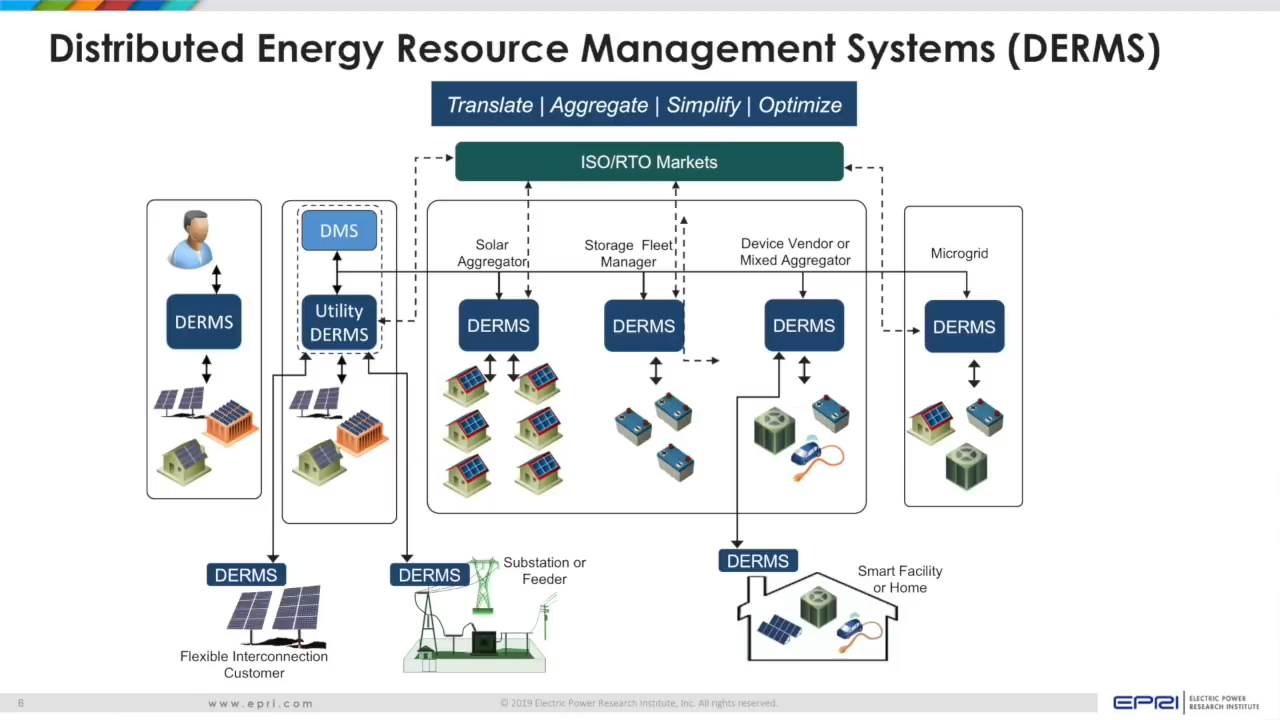 Distributed Energy Resource Management Systems (DERMS)
Translate | Aggregate | Simplify | Optimize
ISO/RTO Markets
DMS
Solar
Aggregator
Storage Fleet
Manager
Device Vendor or
Mixed Aggregator
Microgrid
DERMS
Utility
DERMS
DERMS
DERMS
DERMS
DERMS
DERMS
Flexible Interconnection
Customer
DERMS
Substation or
Feeder
DERMS
Smart Facility
or Home
6
www.epri.com
© 2019 Electric Power Research Institute, Inc. All rights reserved.
EPRI
ELECTRIC POWER
RESEARCH INSTITUTE